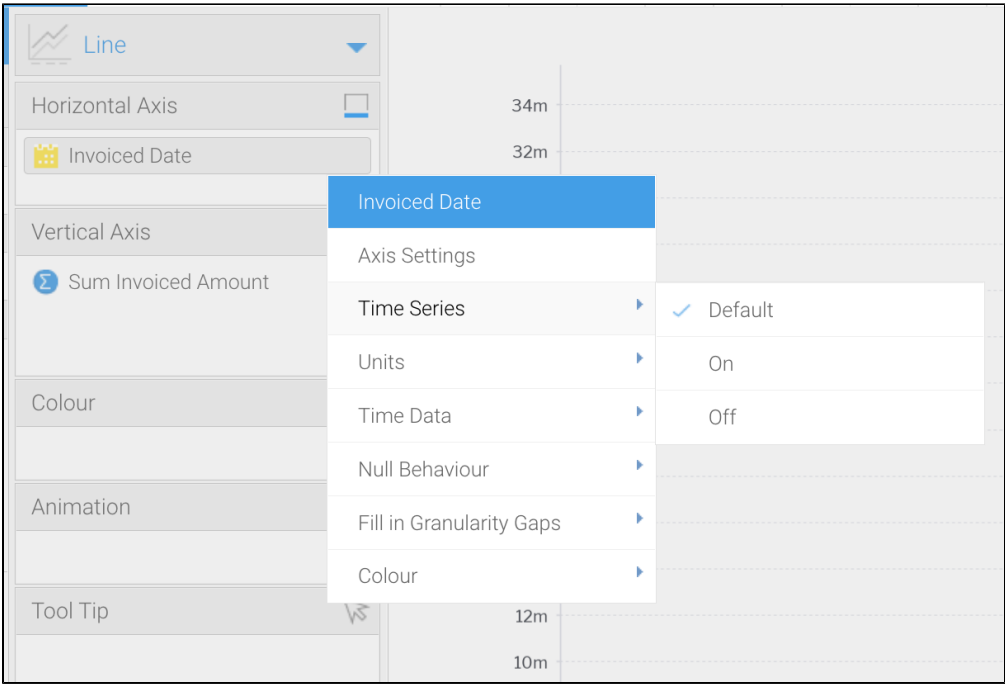 Line
Horizontal Axis
Invoiced Date
Vertical Axis
Sum Invoiced Amount
Colour
Animation
Tool Tip
Invoiced Date
Axis Settings
Time Series
Units
Time Data
Null Behaviour
Fill in Granularity Gaps
Colour
Default
On
Off
34m
32m
12m
10m